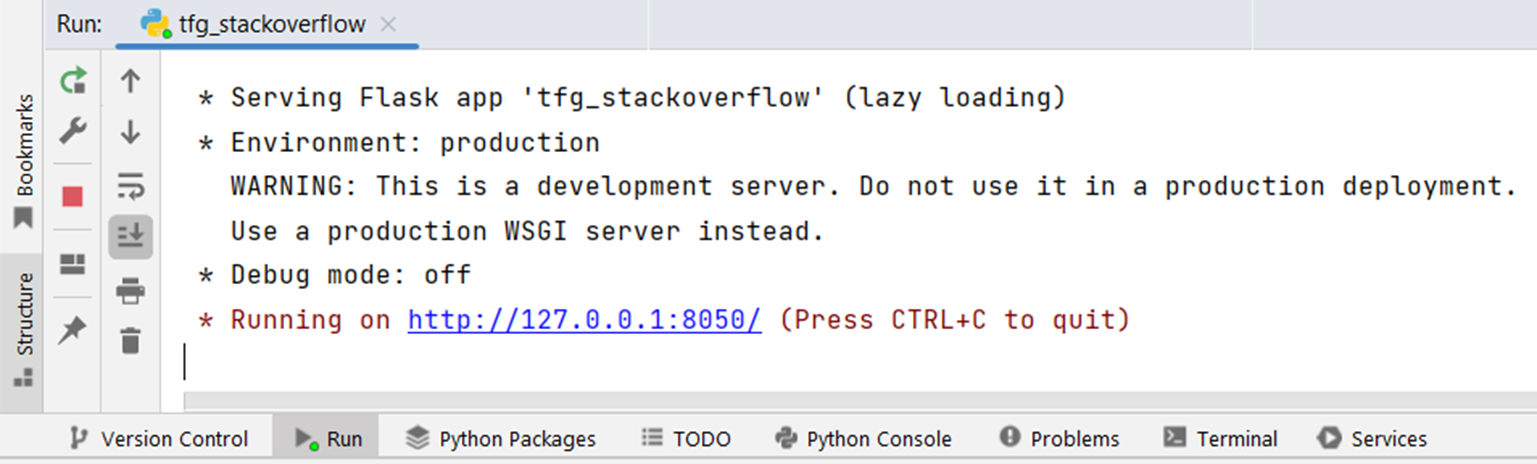 Run: tfg_stackoverflow
Bookmarks
Structure
* Serving Flask app 'tfg_stackoverflow' (lazy loading)
* Environment: production
WARNING: This is a development server. Do not use it in a production deployment.
Use a production WSGI server instead.
* Debug mode: off
* Running on http://127.0.0.1:8050/ (Press CTRL+C to quit)
Version Control Run Python Packages TODO Python Console Problems Terminal Services